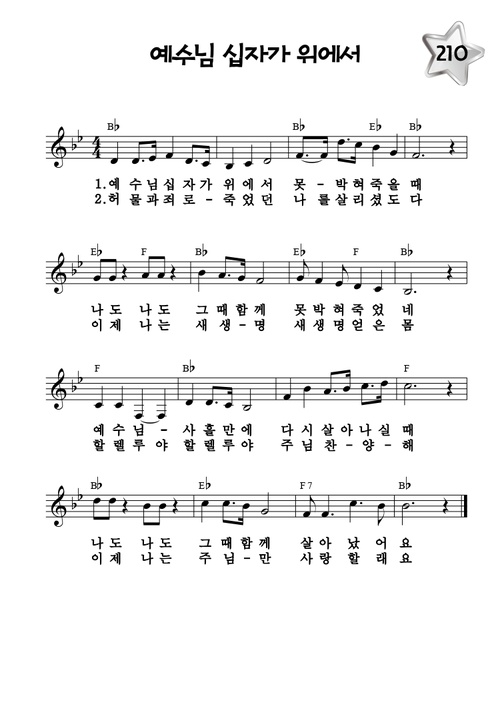 예수님 십자가 위에서
210
B♭ B♭ E♭ B♭
1.예 수 님십 자 가 위 에 서 못 - 박혀죽 을 때
2.허 물과죄 로 - 죽 었 던 나 를살리 셨 도 다
E♭ F B♭ E♭ F B♭
나 도 나 도 그 때함 께 못 박 혀 죽 았 네
이 제 나 는 새 생 - 명 새 생 명 얻 은 몸
F B♭ F
예 수 님 - 사 흘 만 에 다 시 살 아 나 실 때
할 렐 루 야 할 렐 루 야 주 님 찬 - 양 - 해
B♭ E♭ F7 B♭
나 도 나 도 그 때 함 께 살 아 났 어 요
이 제 나 는 주 님 - 만 사 랑 할 래 요